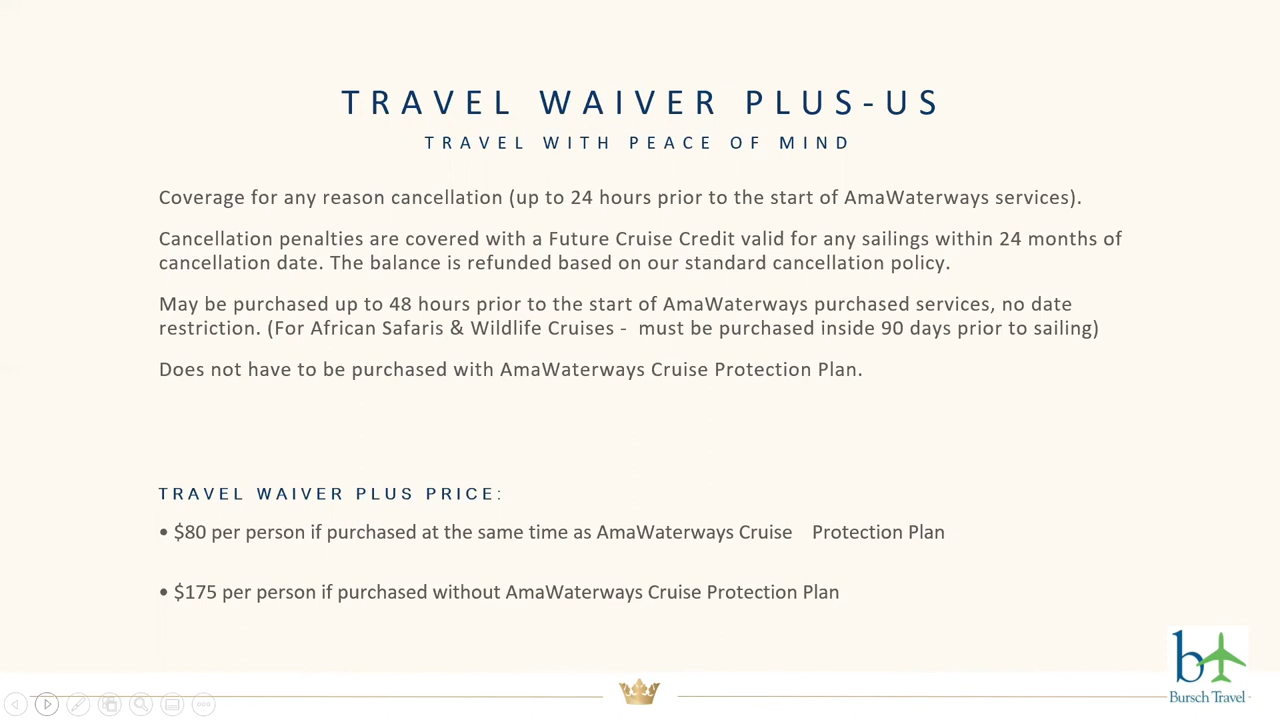 TRAVEL WAIVER PLUS-US
TRAVEL WITH PEACE OF MIND
Coverage for any reason cancellation (up to 24 hours prior to the start of AmaWaterways services).
Cancellation penalties are covered with a Future Cruise Credit valid for any sailings within 24 months of
cancellation date. The balance is refunded based on our standard cancellation policy.
May be purchased up to 48 hours prior to the start of AmaWaterways purchased services, no date
restriction. (For African Safaris & Wildlife Cruises - must be purchased inside 90 days prior to sailing)
Does not have to be purchased with AmaWaterways Cruise Protection Plan.
TRAVEL WAIVER PLUS PRICE:
• $80 per person if purchased at the same time as AmaWaterways Cruise Protection Plan
• $175 per person if purchased without AmaWaterways Cruise Protection Plan
b
Bursch Travel